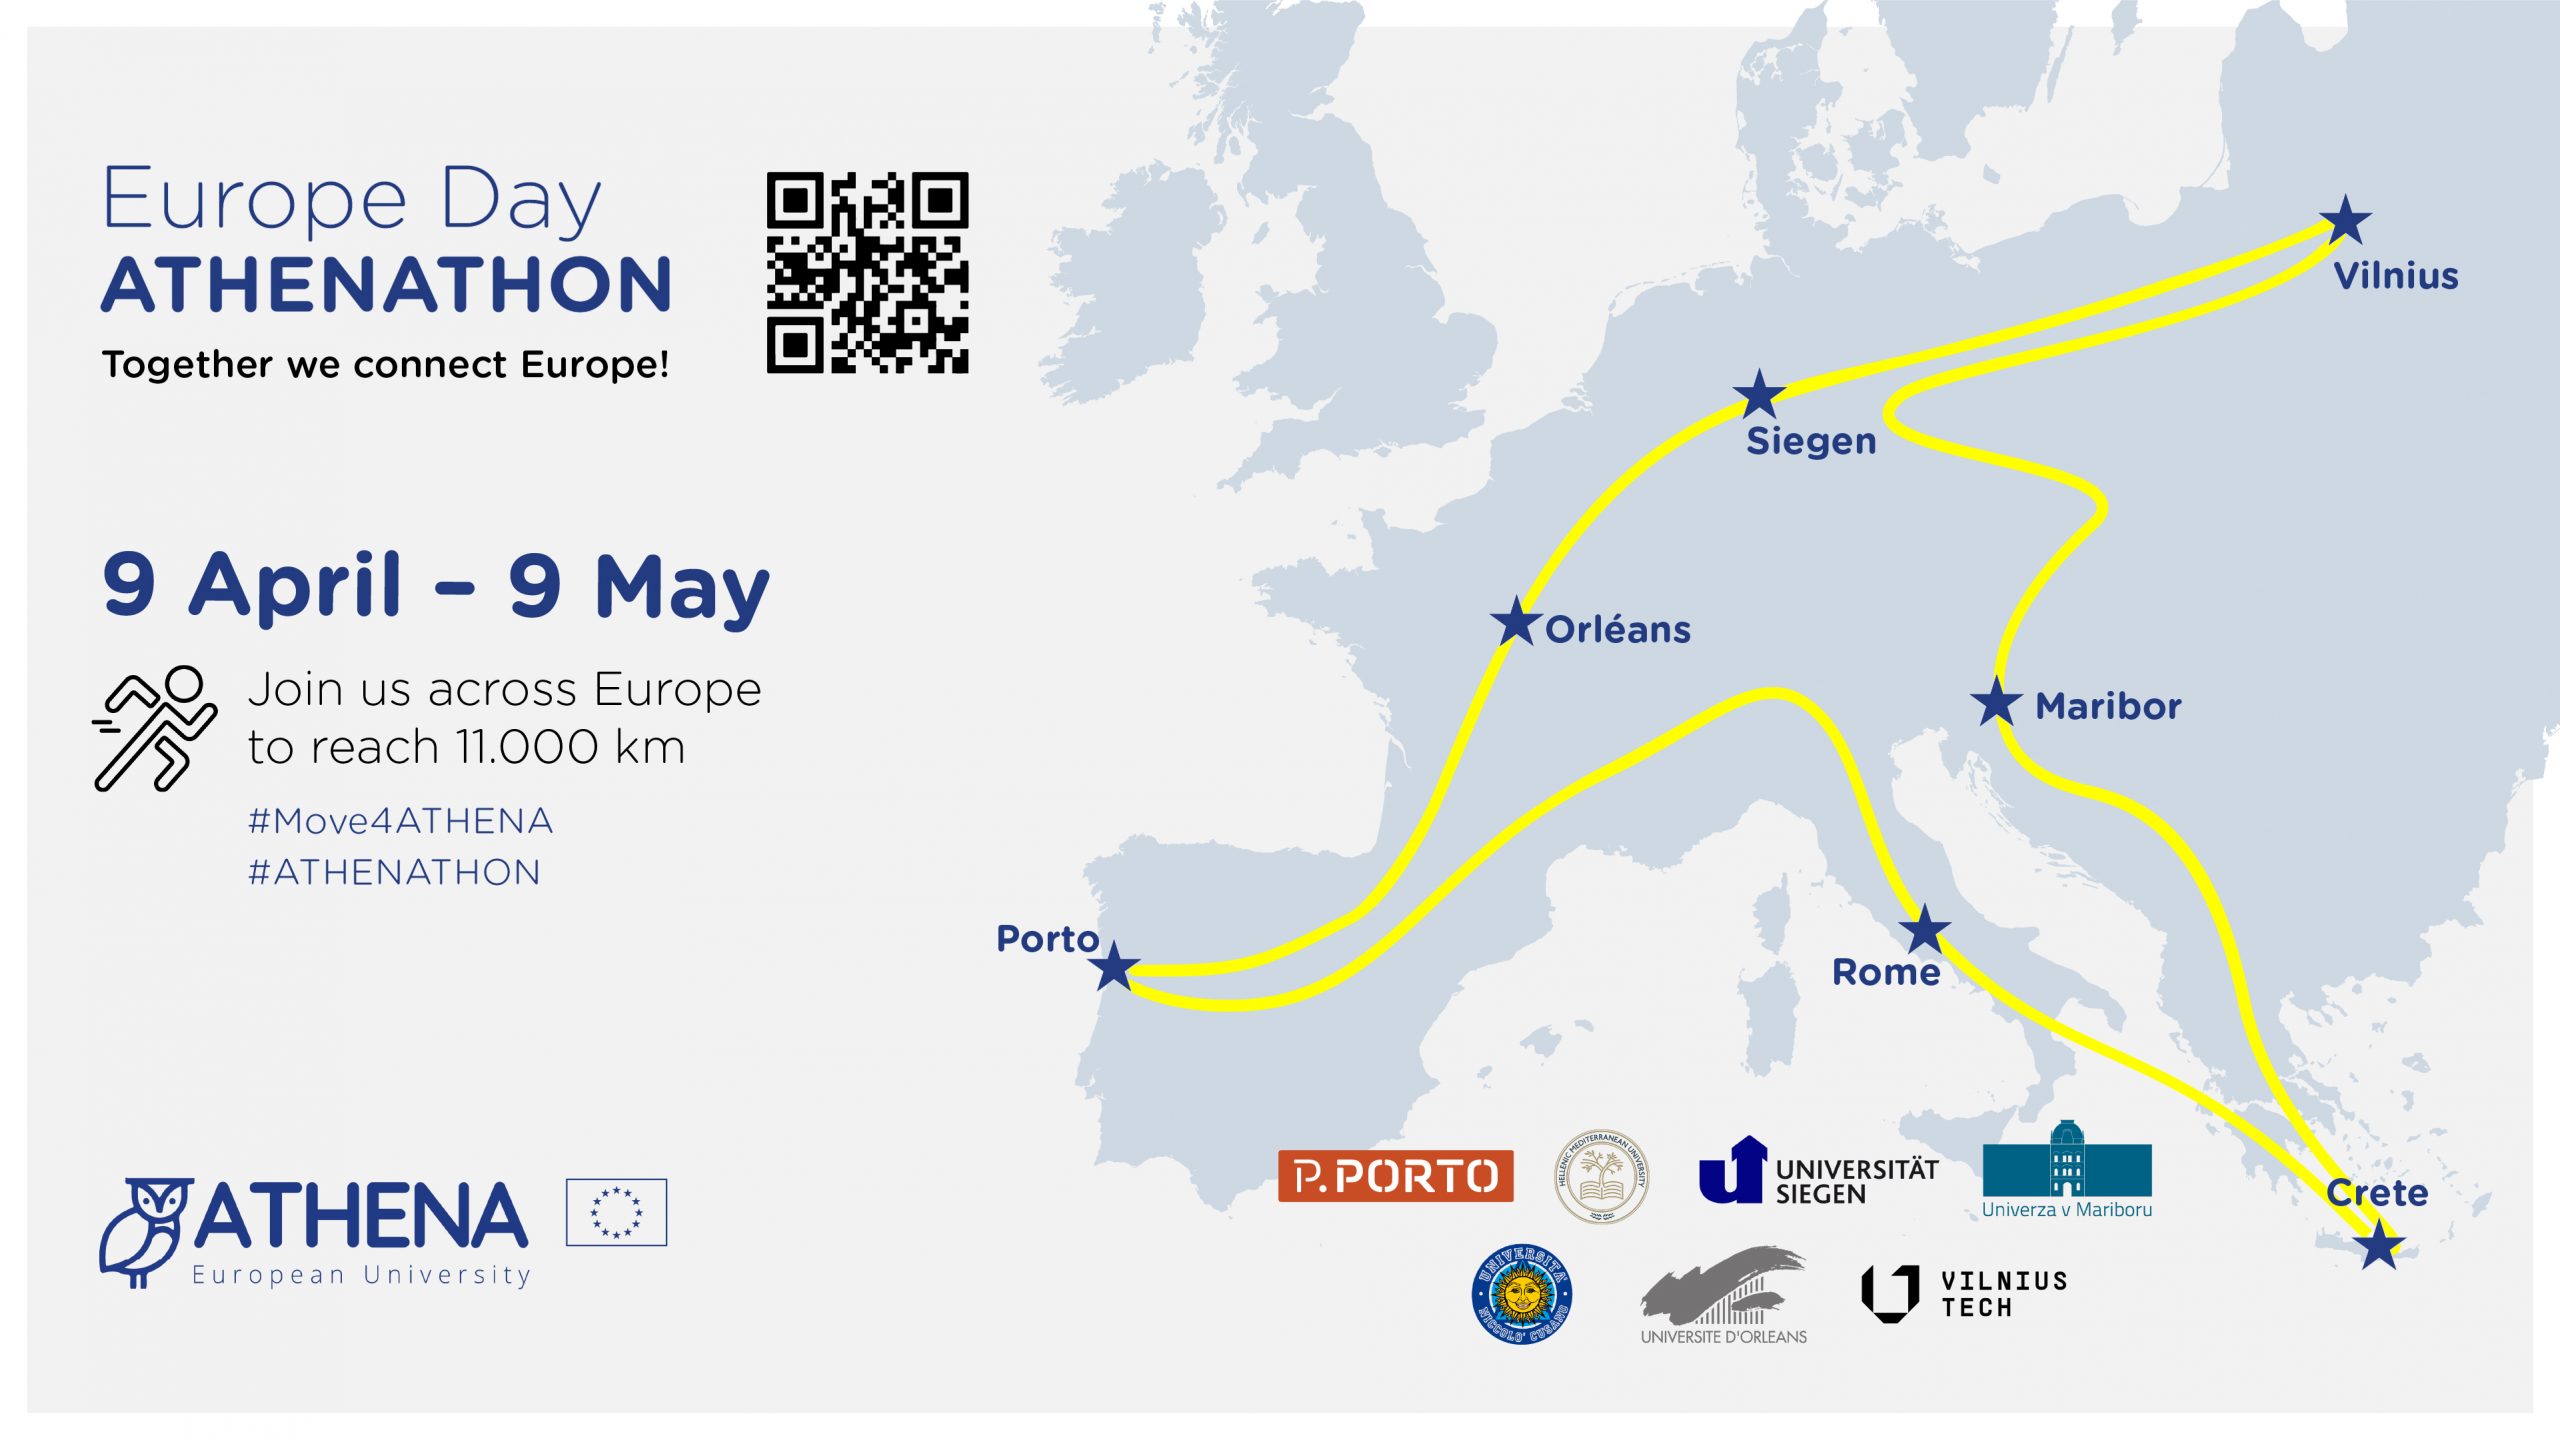 Europe Day
ATHENATHON
Together we connect Europe!
9 April – 9 May
Join us across Europe
to reach 11.000 km
#Move4ATHENA
#ATHENATHON
ATHENA
European University
Vilnius
Siegen
Orléans
Maribor
Porto
Rome
Crete
P.PORTO
HELLENIC MEDITERRANEAN UNIVERSITY
UNIVERSITÄT
SIEGEN
Univerza v Mariboru
UNIVERSITA'
NICCOLO' CUSANO
UNIVERSITE D'ORLEANS
VILNIUS
TECH